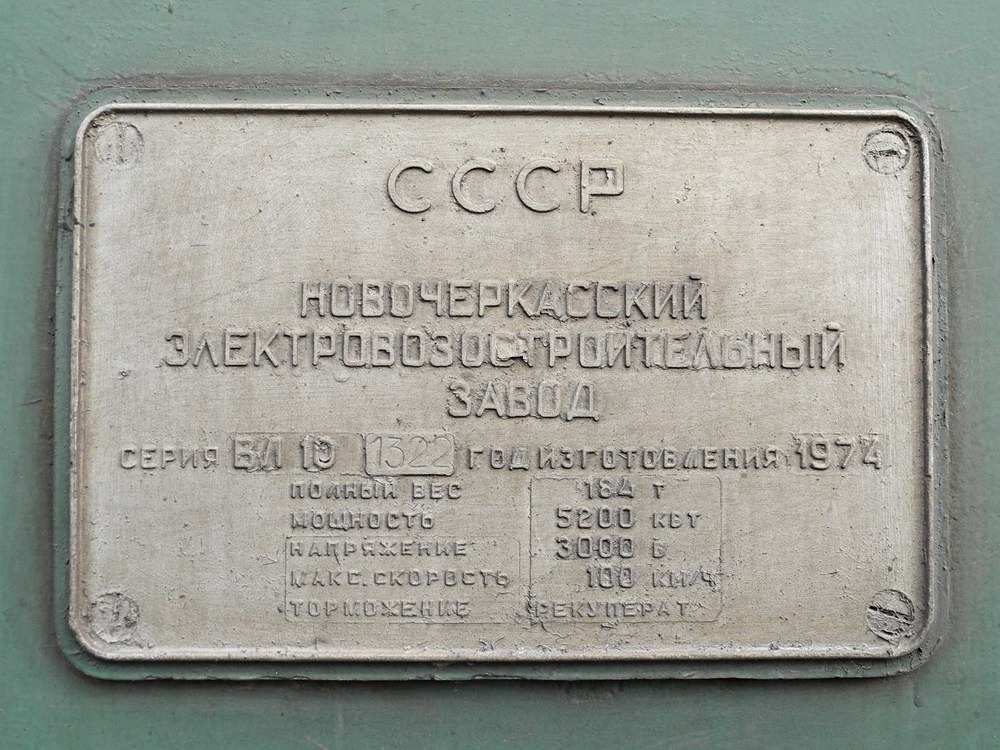 СССР
НОВОЧЕРКАССКИЙ
ЭЛЕКТРОВОЗОСТРОИТЕЛЬНЫЙ
ЗАВОД
СЕРИЯ ВЛ 10 1322 ГОД ИЗГОТОВЛЕНИЯ 1974
ПОЛНЫЙ ВЕС 184 Т
МОЩНОСТЬ 5200 КВТ
НАПРЯЖЕНИЕ 3000 В
МАКС. СКОРОСТЬ 100 КМ/Ч
ТОРМОЖЕНИЕ РЕКУПЕРАТ